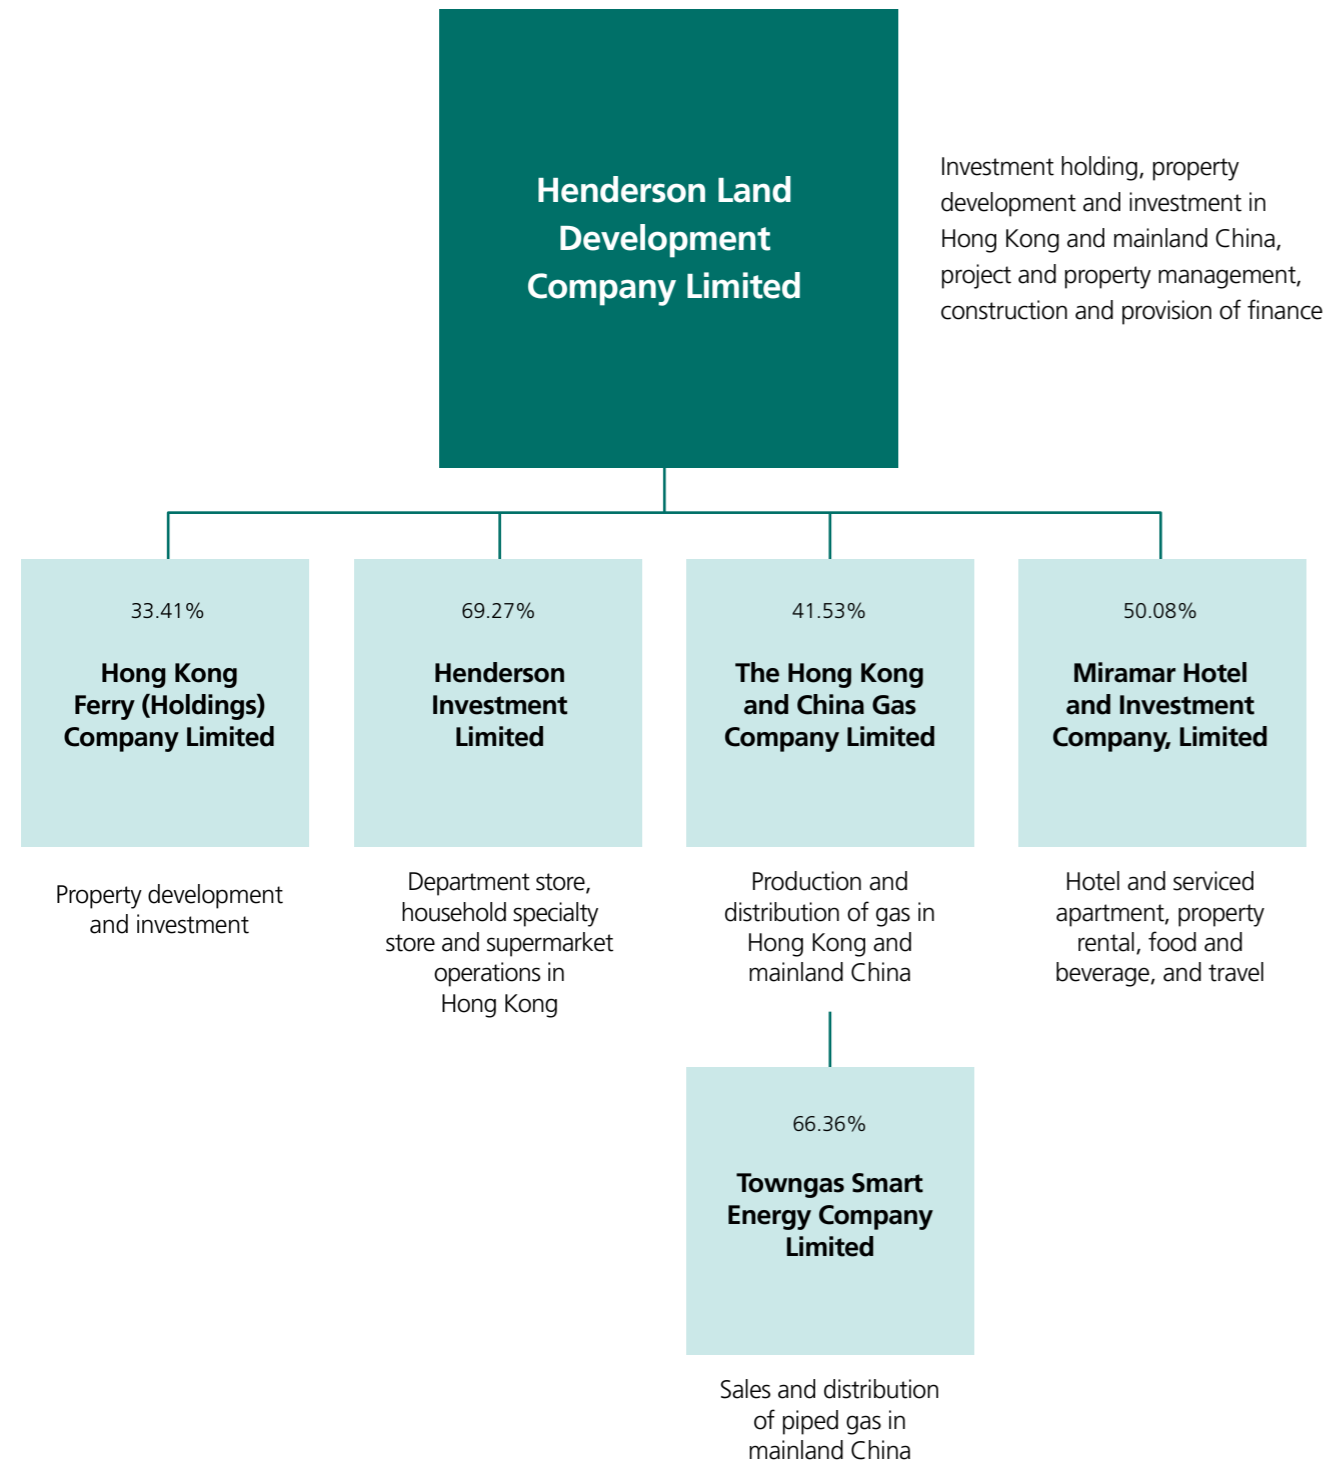 Henderson Land
Development
Company Limited
Investment holding, property
development and investment in
Hong Kong and mainland China,
project and property management,
construction and provision of finance
33.41%
Hong Kong
Ferry (Holdings)
Company Limited
Property development
and investment
69.27%
Henderson
Investment
Limited
Department store,
household specialty
store and supermarket
operations in
Hong Kong
41.53%
The Hong Kong
and China Gas
Company Limited
Production and
distribution of gas in
Hong Kong and
mainland China
50.08%
Miramar Hotel
and Investment
Company, Limited
Hotel and serviced
apartment, property
rental, food and
beverage, and travel
66.36%
Towngas Smart
Energy Company
Limited
Sales and distribution
of piped gas in
mainland China